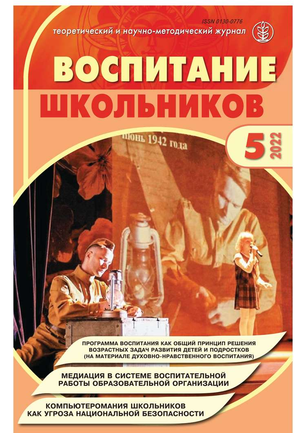 ISSN 0130-0776
теоретический и научно-методический журнал
ВОСПИТАНИЕ
ШКОЛЬНИКОВ
5
2022
июнь 1942 года
ПРОГРАММА ВОСПИТАНИЯ КАК ОБЩИЙ ПРИНЦИП РЕШЕНИЯ
ВОЗРАСТНЫХ ЗАДАЧ РАЗВИТИЯ ДЕТЕЙ И ПОДРОСТКОВ
(НА МАТЕРИАЛЕ ДУХОВНО-НРАВСТВЕННОГО ВОСПИТАНИЯ)
МЕДИАЦИЯ В СИСТЕМЕ ВОСПИТАТЕЛЬНОЙ
РАБОТЫ ОБРАЗОВАТЕЛЬНОЙ ОРГАНИЗАЦИИ
КОМПЬЮТЕРОМАНИЯ ШКОЛЬНИКОВ
КАК УГРОЗА НАЦИОНАЛЬНОЙ БЕЗОПАСНОСТИ